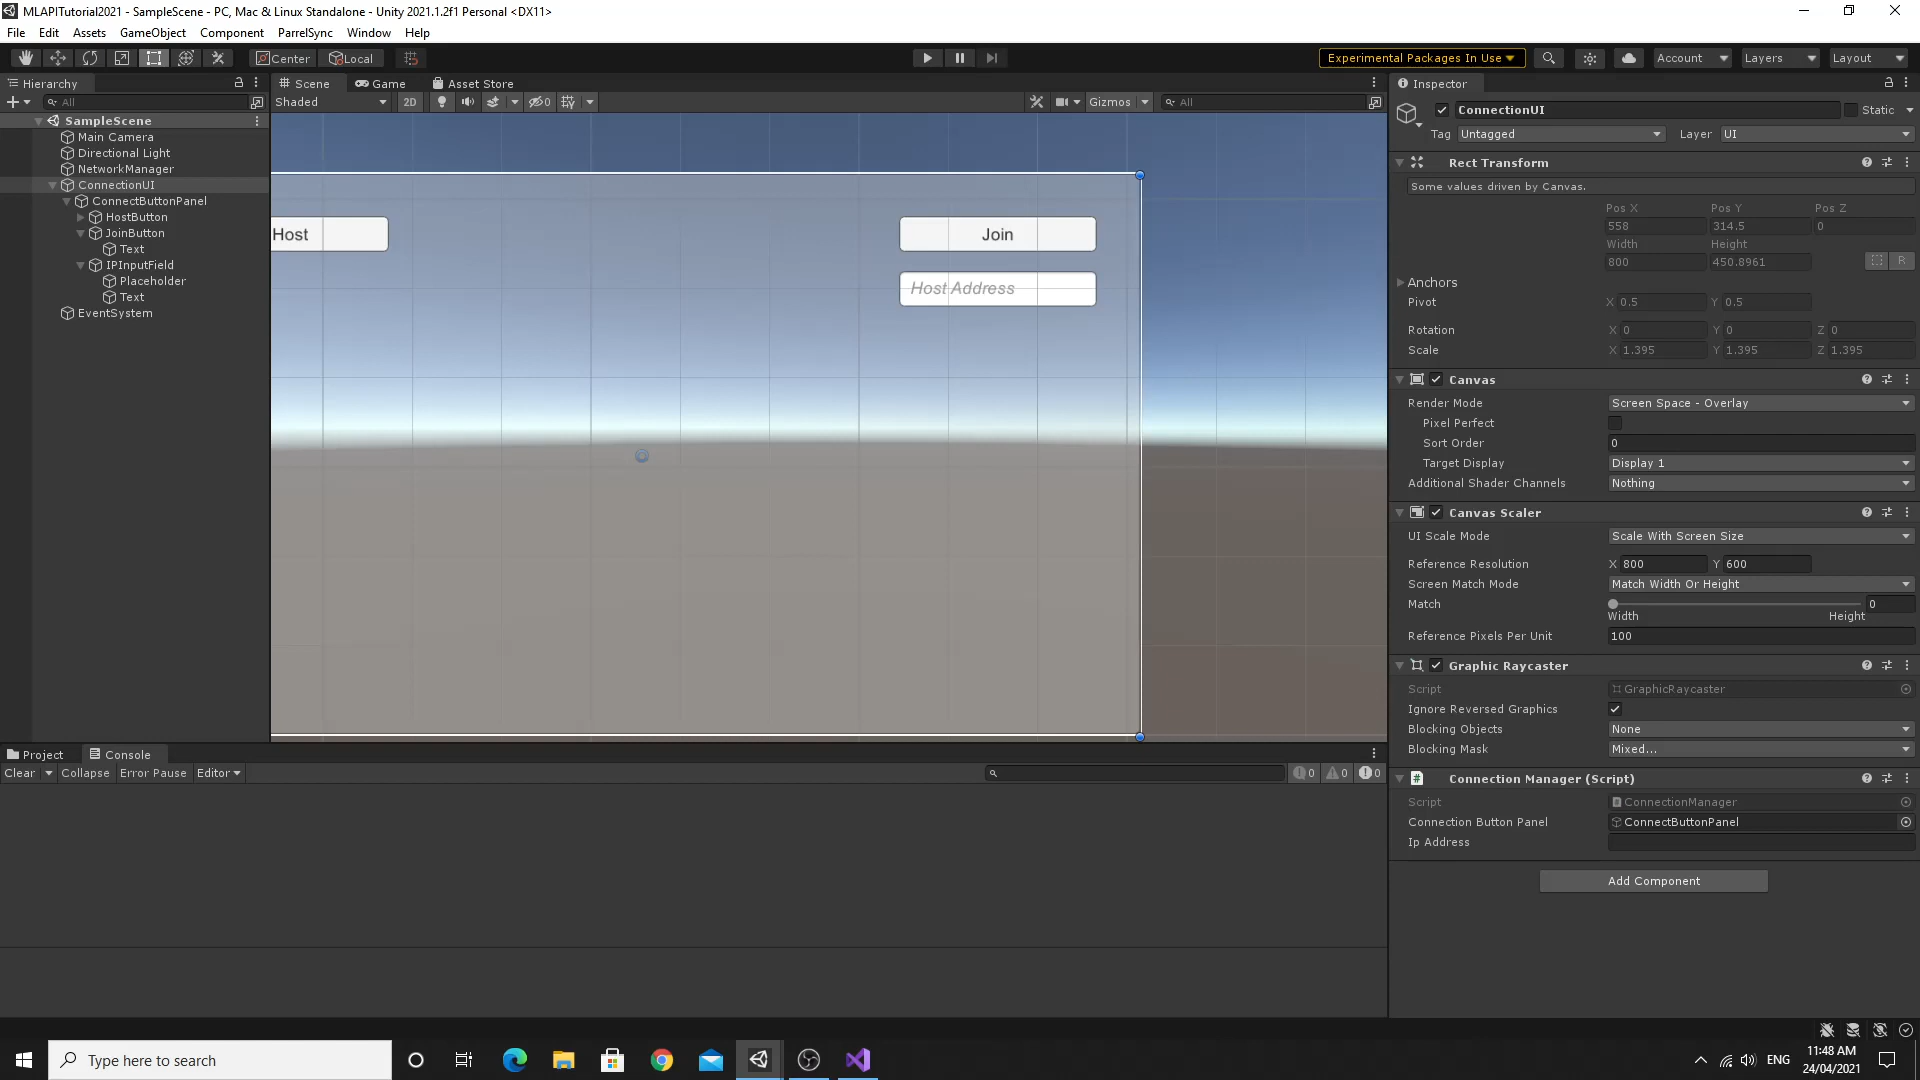 MLAPITutorial2021 - SampleScene - PC, Mac & Linux Standalone - Unity 2021.1.2f1 Personal <DX11>
File Edit Assets GameObject Component ParrelSync Window Help
Center Local Experimental Packages In Use Account Layers Layout
Hierarchy
All
SampleScene
Main Camera
Directional Light
NetworkManager
ConnectionUI
ConnectButtonPanel
HostButton
JoinButton
Text
IPInputField
Placeholder
Text
EventSystem
Scene Game Asset Store
Shaded 2D 0 Gizmos All
Host
Join
Host Address
Inspector
ConnectionUI Static
Tag Untagged Layer UI
Rect Transform
Some values driven by Canvas.
Pos X Pos Y Pos Z
558 314.5 0
Width Height
800 450.8961 R
Anchors
Pivot X 0.5 Y 0.5
Rotation X 0 Y 0 Z 0
Scale X 1.395 Y 1.395 Z 1.395
Canvas
Render Mode Screen Space - Overlay
Pixel Perfect
Sort Order 0
Target Display Display 1
Additional Shader Channels Nothing
Canvas Scaler
UI Scale Mode Scale With Screen Size
Reference Resolution X 800 Y 600
Screen Match Mode Match Width Or Height
Match 0
Width Height
Reference Pixels Per Unit 100
Graphic Raycaster
Script GraphicRaycaster
Ignore Reversed Graphics
Blocking Objects None
Blocking Mask Mixed...
Connection Manager (Script)
Script ConnectionManager
Connection Button Panel ConnectButtonPanel
Ip Address
Add Component
Project Console
Clear Collapse Error Pause Editor 0 0 0
Type here to search
ENG
11:48 AM
24/04/2021